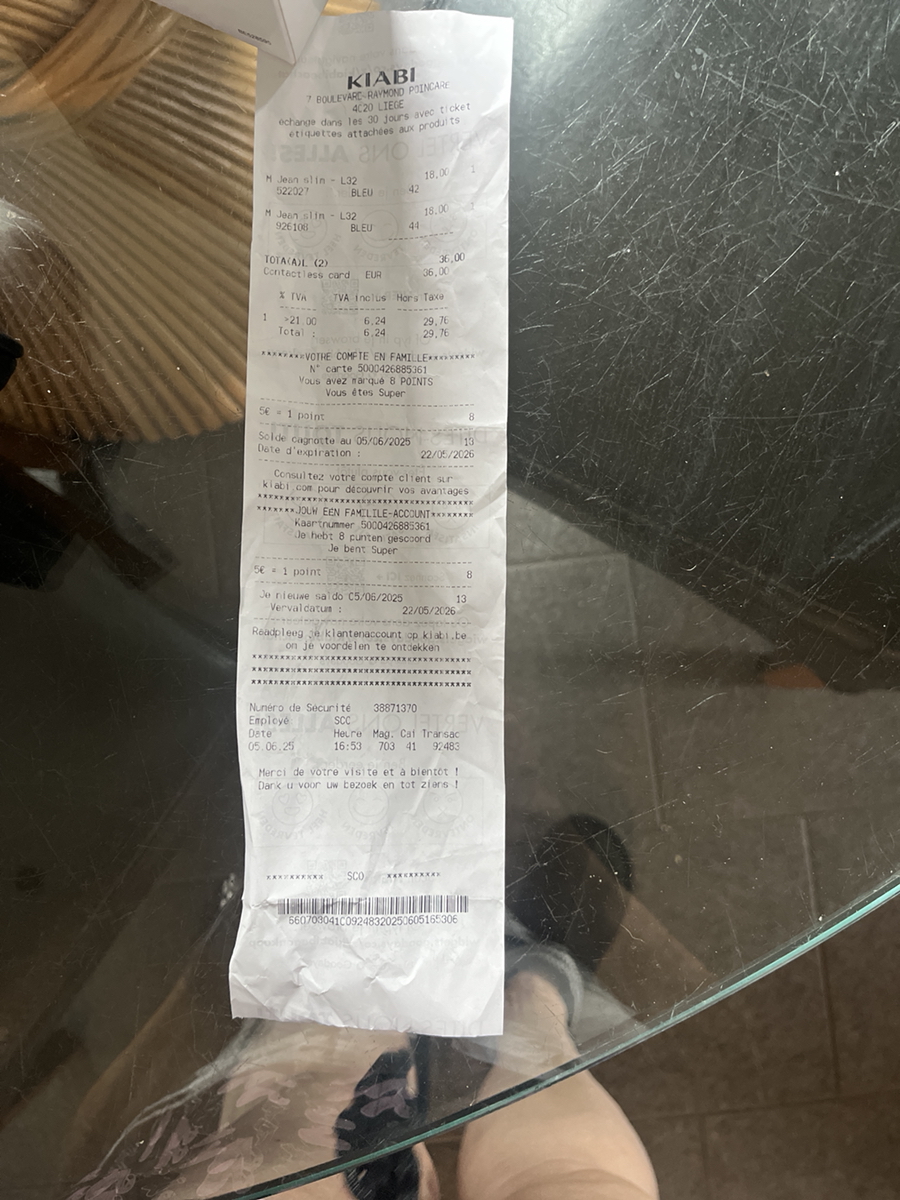 KIABI
7 BOULEVARD RAYMOND POINCARE
4020 LIEGE
échange dans les 30 jours avec ticket
étiquettes attachées aux produits
M Jean slim - L32 18,00 1
522027 BLEU 42
M Jean slim - L32 18,00 1
926108 BLEU 44
TOTA(A)L (2) 36,00
Contactless card EUR 36,00
% TVA TVA inclus Hors Taxe
1 >21.00 6,24 29,76
Total : 6,24 29,76
********VOTRE COMPTE EN FAMILLE*********
N° carte 5000426885361
Vous avez marqué 8 POINTS
Vous êtes Super
5€ = 1 point 8
Solde cagnotte au 05/06/2025 13
Date d'expiration : 22/05/2026
Consultez votre compte client sur
kiabi.com pour découvrir vos avantages
****************************************
*******JOUW EEN FAMILILE-ACCOUNT********
Kaartnummer 5000426885361
Je hebt 8 punten gescoord
Je bent Super
5€ = 1 point 8
Je nieuwe saldo 05/06/2025 13
Vervaldatum : 22/05/2026
Raadpleeg je klantenaccount op kiabi.be
om je voordelen te ontdekken
****************************************
****************************************
****************************************
Numéro de Sécurité 38871370
Employé SCO
Date Heure Mag. Cai Transac
05.06.25 16:53 703 41 92483
Merci de votre visite et à bientôt !
Dank u voor uw bezoek en tot ziens !
********** SCO **********
660703041009248320250605165306